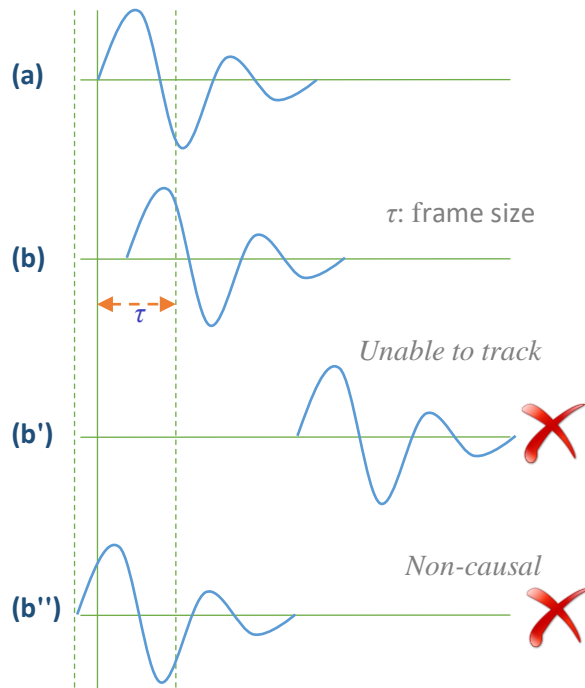 (a)
τ: frame size
(b)
τ
Unable to track
(b')
Non-causal
(b'')